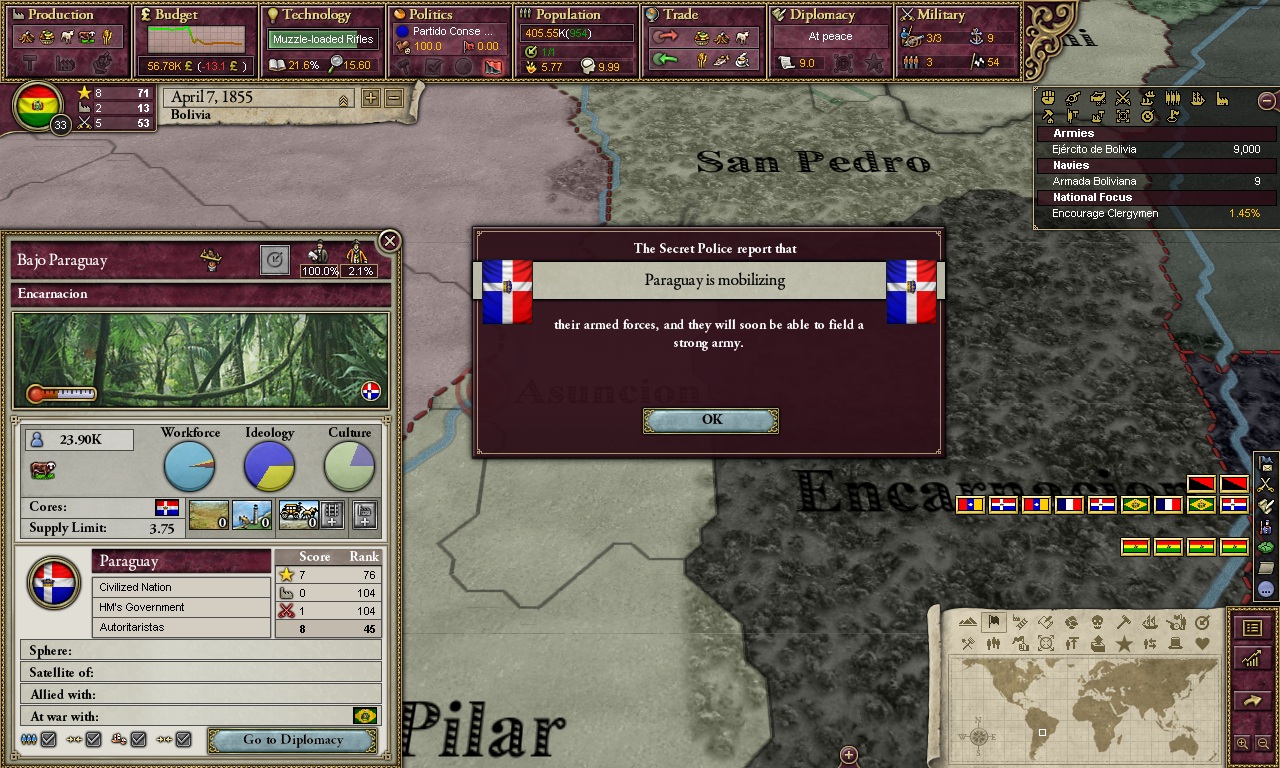 Production
£ Budget
Technology
Politics
Population
Trade
Diplomacy
Military
56.78K £ (-13.1 £ )
Muzzle-loaded Rifles
21.6% 15.60
Partido Conse ...
100.0 0.00
405.55K(954)
1/1
5.77 9.99
At peace
9.0
3/3 9
3 54
33
8 71
2 13
5 53
April 7, 1855
Bolivia
San Pedro
Armies
Ejército de Bolivia 9,000
Navies
Armada Boliviana 9
National Focus
Encourage Clergymen 1.45%
Bajo Paraguay
100.0% 2.1%
Encarnacion
The Secret Police report that
Paraguay is mobilizing
their armed forces, and they will soon be able to field a
strong army.
OK
Asuncion
23.90K
Workforce Ideology Culture
Cores:
Supply Limit: 3.75
0 0 0
Paraguay
Score Rank
Civilized Nation
HM's Government
Autoritaristas
7 76
0 104
1 104
8 45
Sphere:
Satellite of:
Allied with:
At war with:
Go to Diplomacy
Encarnacion
Pilar
N
W E
S